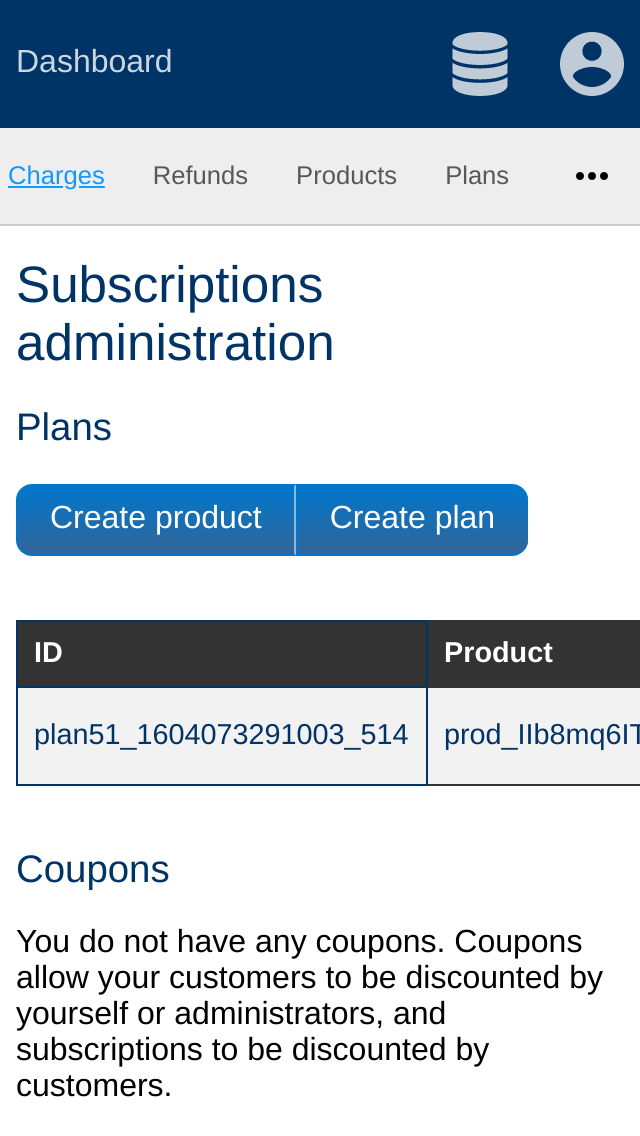 Dashboard
Charges Refunds Products Plans •••
Subscriptions
administration
Plans
Create product Create plan
ID Product
plan51_1604073291003_514 prod_IIb8mq6IT
Coupons
You do not have any coupons. Coupons
allow your customers to be discounted by
yourself or administrators, and
subscriptions to be discounted by
customers.